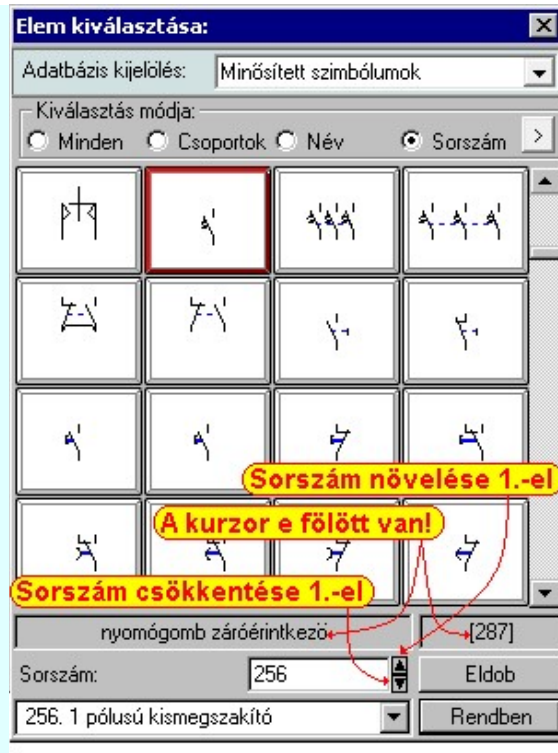 Elem kiválasztása:
Adatbázis kijelölés: Minősített szimbólumok
Kiválasztás módja:
Minden Csoportok Név Sorszám >
Sorszám növelése 1.-el
A kurzor e fölött van!
Sorszám csökkentése 1.-el
nyomógomb záróérintkező [287]
Sorszám: 256 Eldob
256. 1 pólusú kismegszakító Rendben